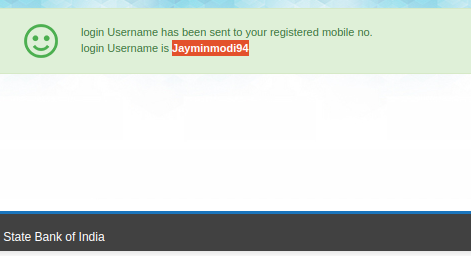 login Username has been sent to your registered mobile no.
login Username is Jayminmodi94
State Bank of India